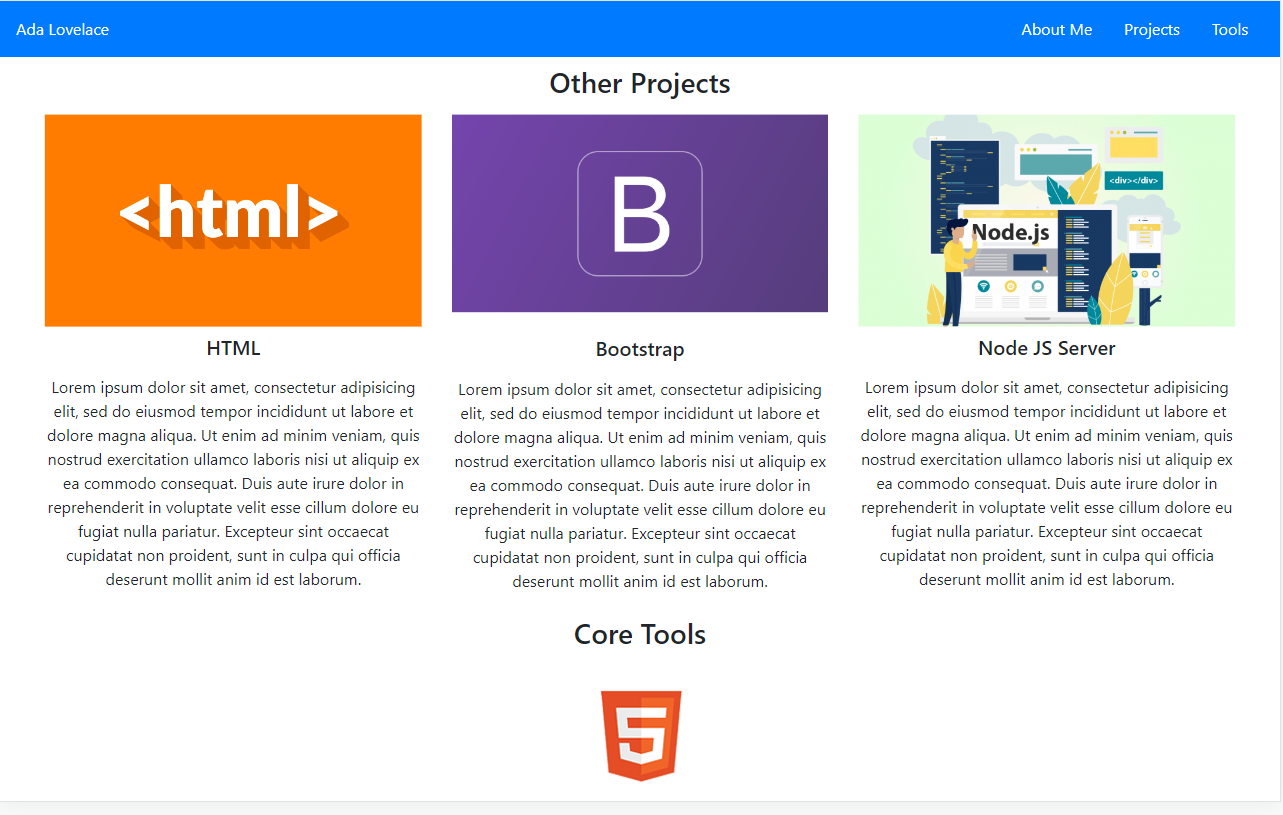 Ada Lovelace
About Me
Projects
Tools
Other Projects
<html>
B
<div></div>
Node.js
HTML
Lorem ipsum dolor sit amet, consectetur adipisicing
elit, sed do eiusmod tempor incididunt ut labore et
dolore magna aliqua. Ut enim ad minim veniam, quis
nostrud exercitation ullamco laboris nisi ut aliquip ex
ea commodo consequat. Duis aute irure dolor in
reprehenderit in voluptate velit esse cillum dolore eu
fugiat nulla pariatur. Excepteur sint occaecat
cupidatat non proident, sunt in culpa qui officia
deserunt mollit anim id est laborum.
Bootstrap
Lorem ipsum dolor sit amet, consectetur adipisicing
elit, sed do eiusmod tempor incididunt ut labore et
dolore magna aliqua. Ut enim ad minim veniam, quis
nostrud exercitation ullamco laboris nisi ut aliquip ex
ea commodo consequat. Duis aute irure dolor in
reprehenderit in voluptate velit esse cillum dolore eu
fugiat nulla pariatur. Excepteur sint occaecat
cupidatat non proident, sunt in culpa qui officia
deserunt mollit anim id est laborum.
Node JS Server
Lorem ipsum dolor sit amet, consectetur adipisicing
elit, sed do eiusmod tempor incididunt ut labore et
dolore magna aliqua. Ut enim ad minim veniam, quis
nostrud exercitation ullamco laboris nisi ut aliquip ex
ea commodo consequat. Duis aute irure dolor in
reprehenderit in voluptate velit esse cillum dolore eu
fugiat nulla pariatur. Excepteur sint occaecat
cupidatat non proident, sunt in culpa qui officia
deserunt mollit anim id est laborum.
Core Tools
5